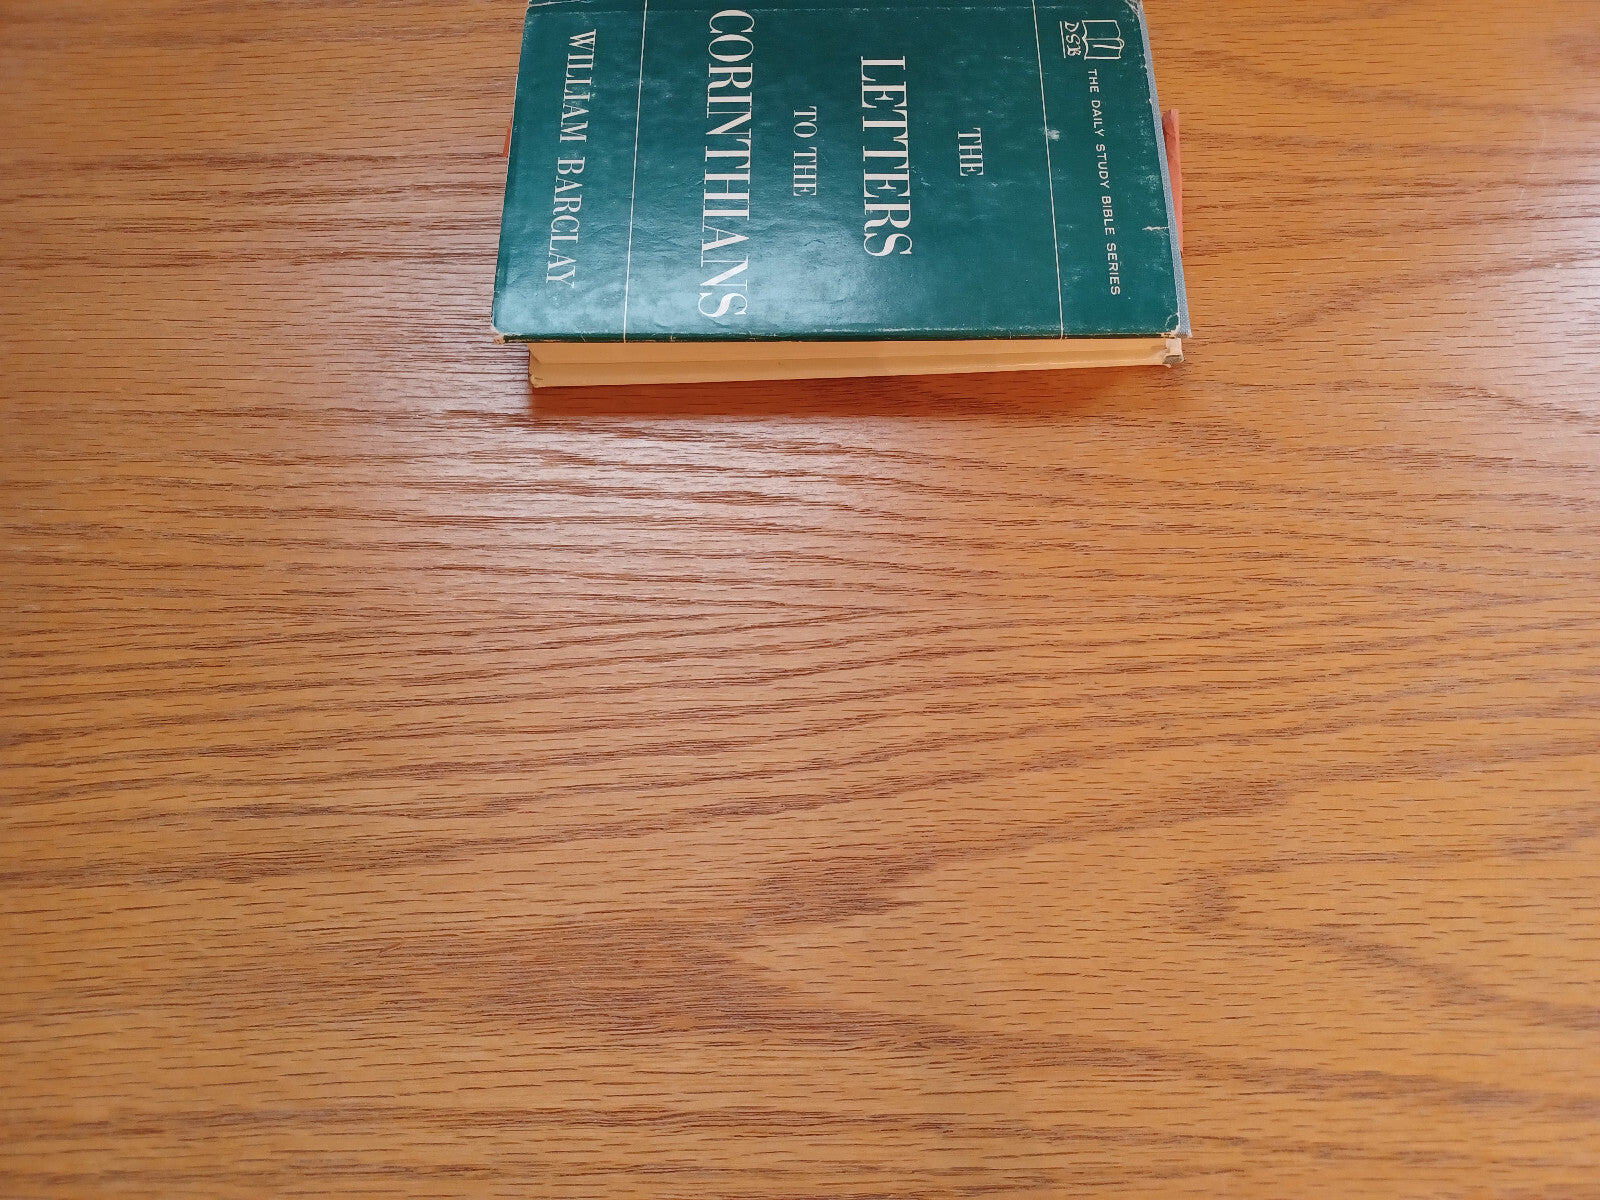 DSB
THE DAILY STUDY BIBLE SERIES
THE
LETTERS
TO THE
CORINTHIANS
WILLIAM BARCLAY